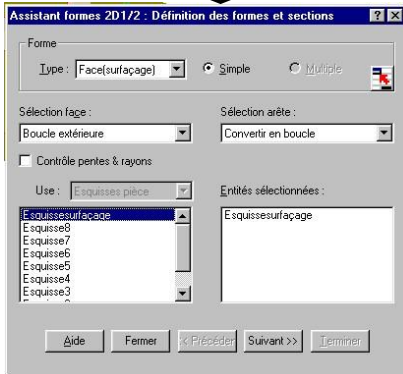 Assistant formes 2D1/2 : Définition des formes et sections
Forme
Type : Face(surfaçage) Simple Multiple
Sélection face : Sélection arête :
Boucle extérieure Convertir en boucle
Contrôle pentes & rayons
Use : Esquisses pièce Entités sélectionnées :
Esquissesurfaçage Esquissesurfaçage
Esquisse8
Esquisse7
Esquisse6
Esquisse5
Esquisse4
Esquisse3
Aide Fermer << Précéder Suivant >> Terminer